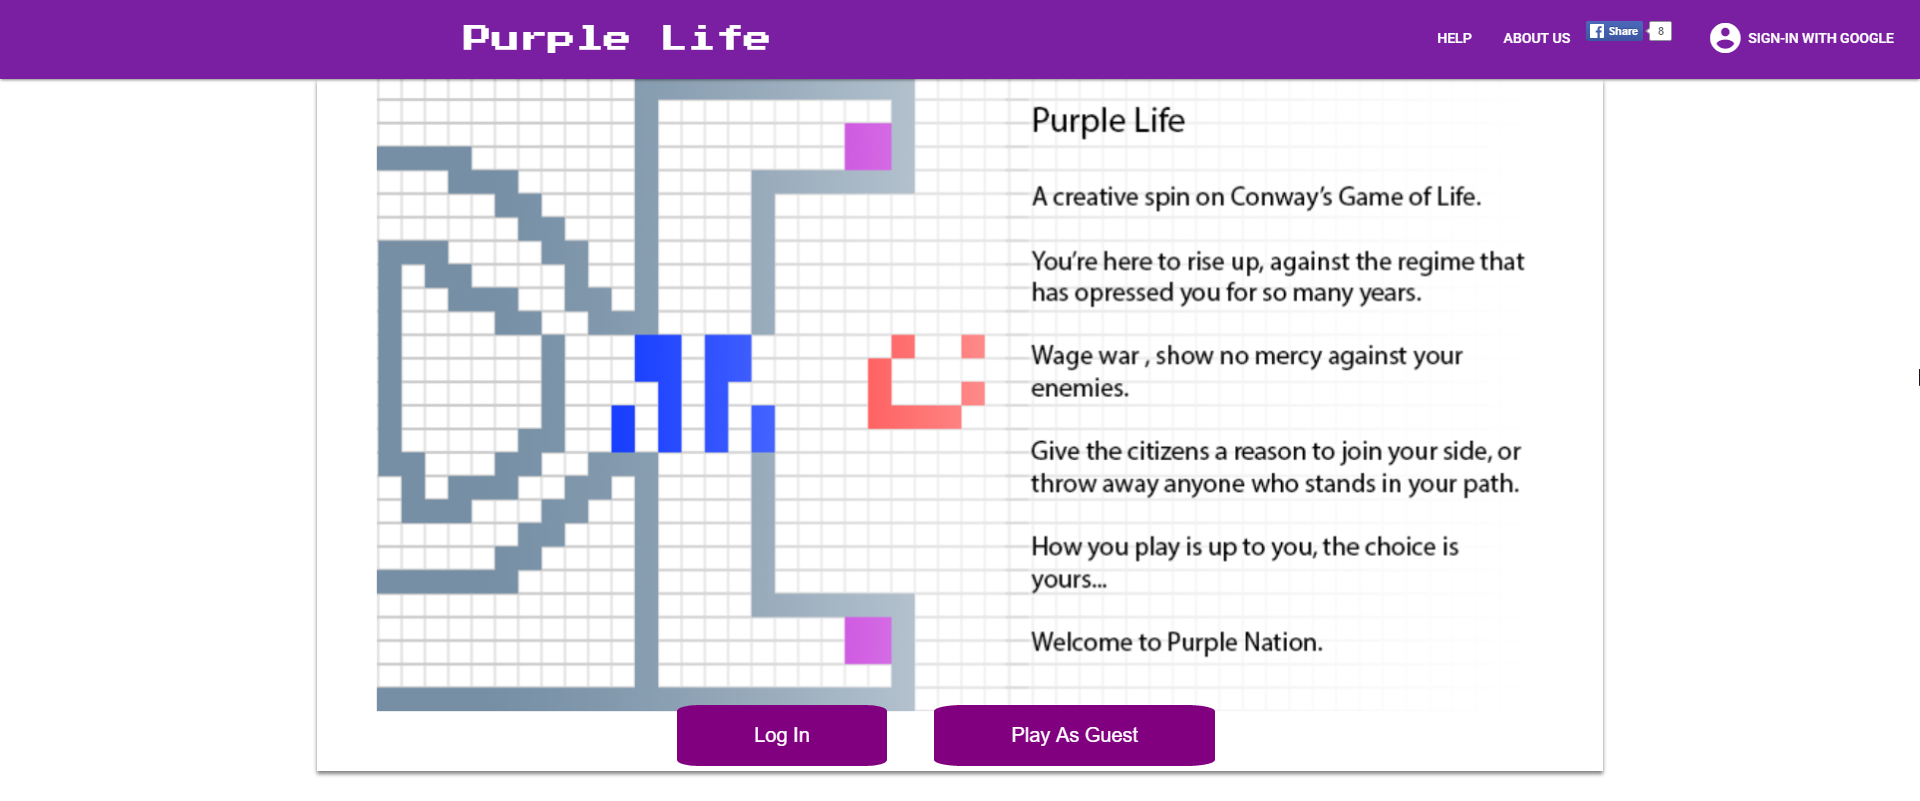 Purple Life
HELP
ABOUT US
Share
8
SIGN-IN WITH GOOGLE
Purple Life
A creative spin on Conway’s Game of Life.
You’re here to rise up, against the regime that
has opressed you for so many years.
Wage war , show no mercy against your
enemies.
Give the citizens a reason to join your side, or
throw away anyone who stands in your path.
How you play is up to you, the choice is
yours...
Welcome to Purple Nation.
Log In
Play As Guest